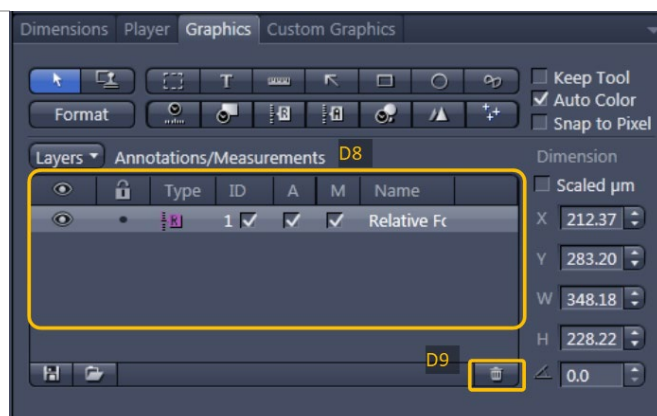 Dimensions Player Graphics Custom Graphics
T
Keep Tool
Format
R
Auto Color
Snap to Pixel
Layers Annotations/Measurements D8
Dimension
Type ID A M Name
Scaled µm
R 1 Relative Fc
X 212.37
Y 283.20
W 348.18
H 228.22
D9
0.0